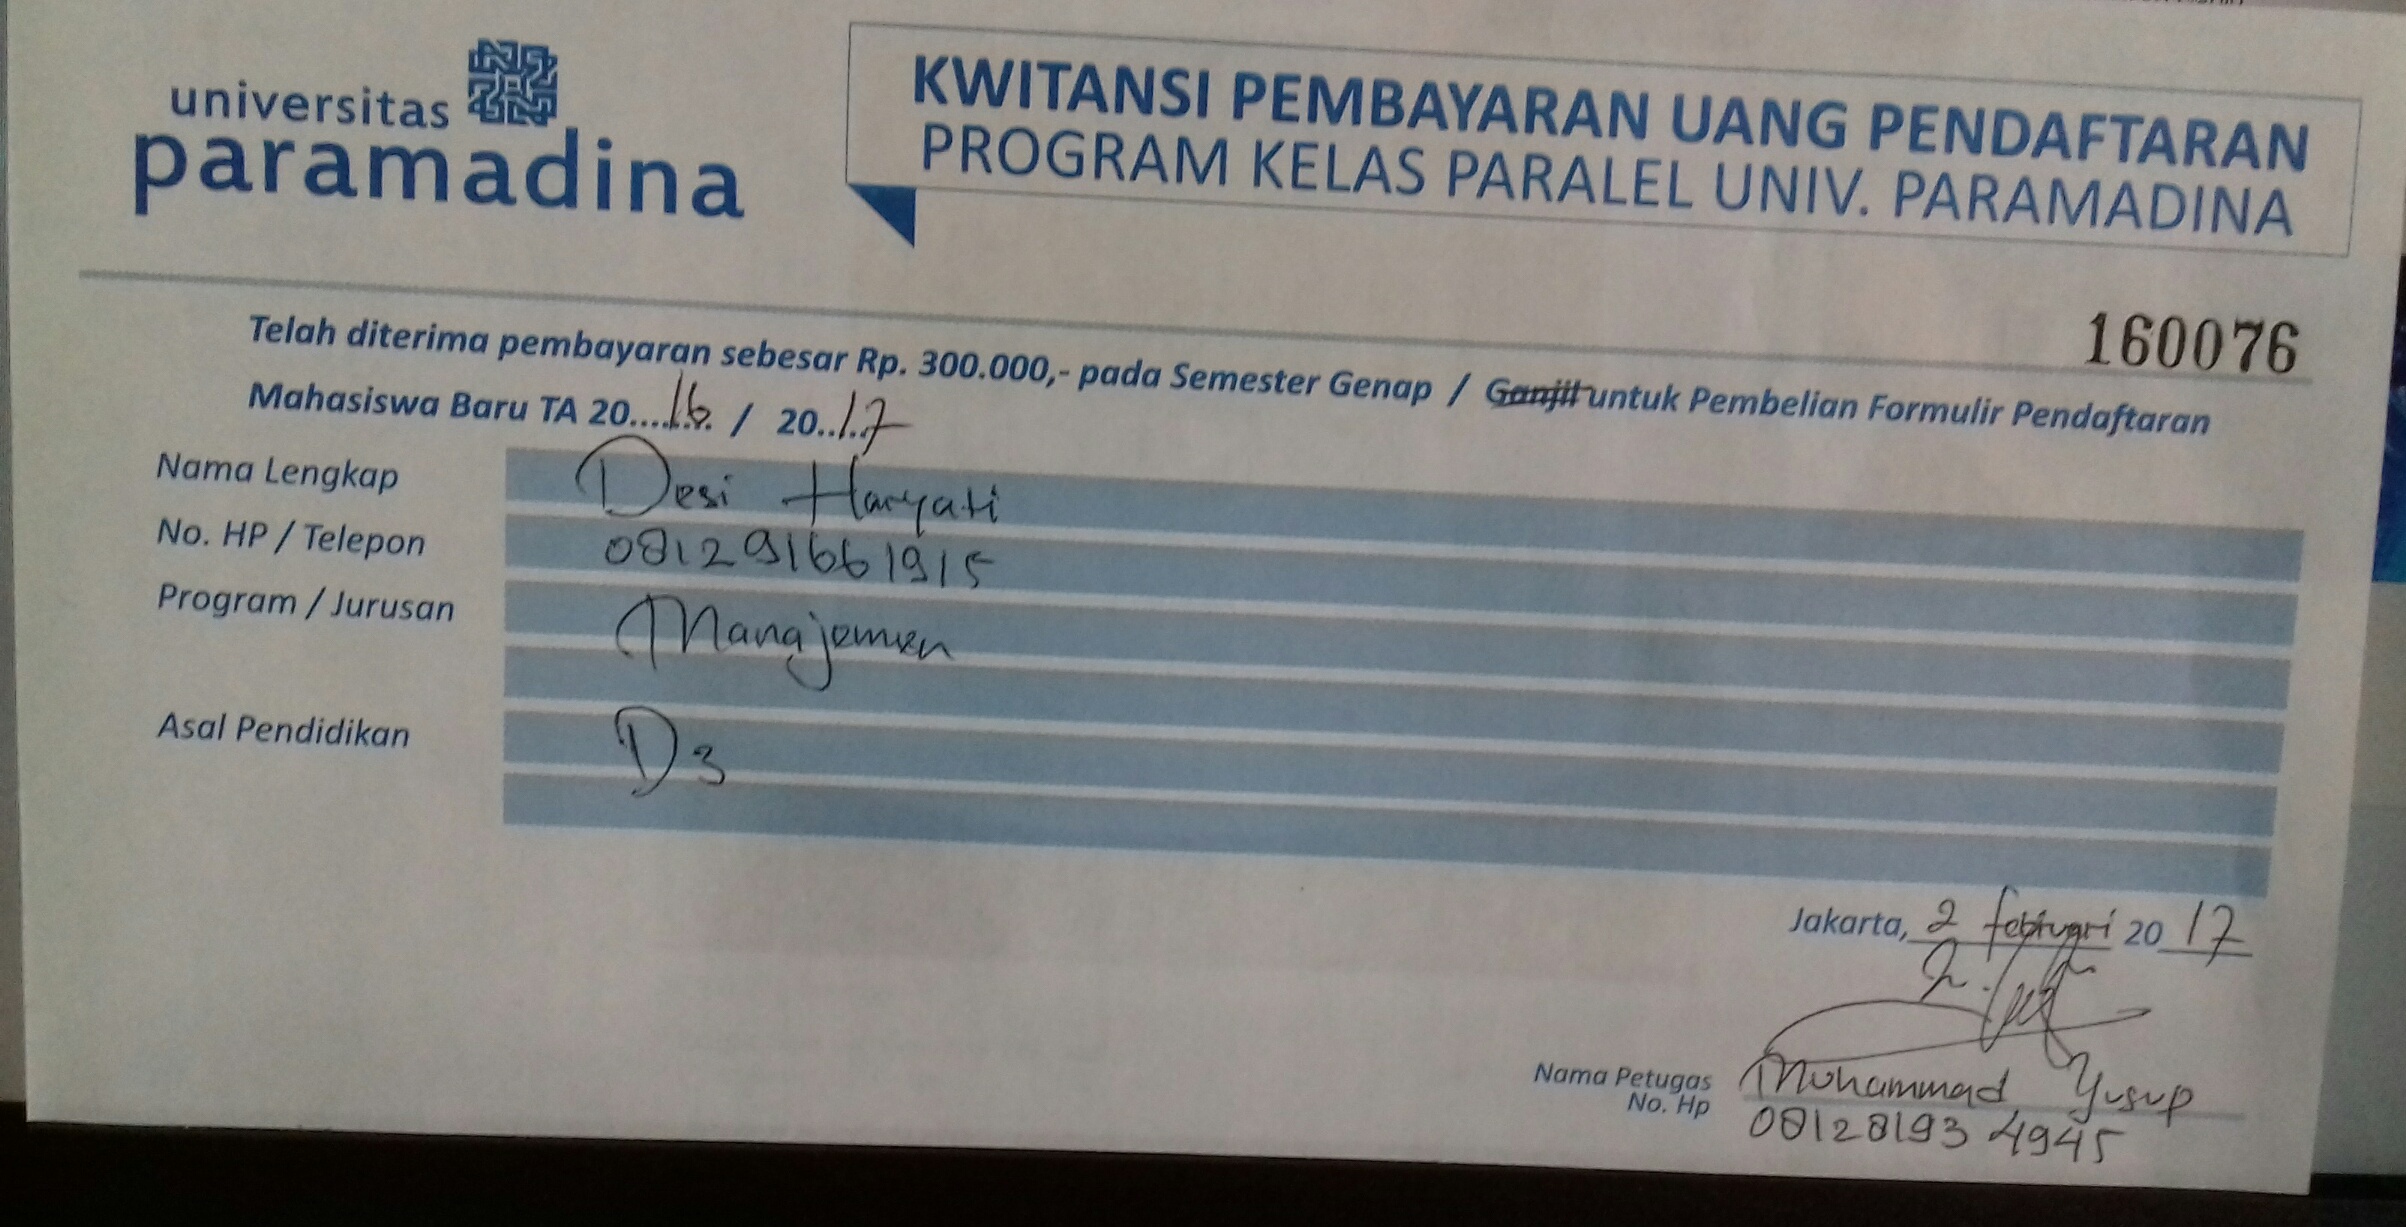 universitas
paramadina
KWITANSI PEMBAYARAN UANG PENDAFTARAN
PROGRAM KELAS PARALEL UNIV. PARAMADINA
160076
Telah diterima pembayaran sebesar Rp. 300.000,- pada Semester Genap / Ganjil untuk Pembelian Formulir Pendaftaran
Mahasiswa Baru TA 20....16. / 20..17
Nama Lengkap Desi Haryati
No. HP / Telepon 081291661915
Program / Jurusan Manajemen
Asal Pendidikan D3
Jakarta, 2 februari 20 17
Nama Petugas Muhammad Yusup
No. Hp 081281934945